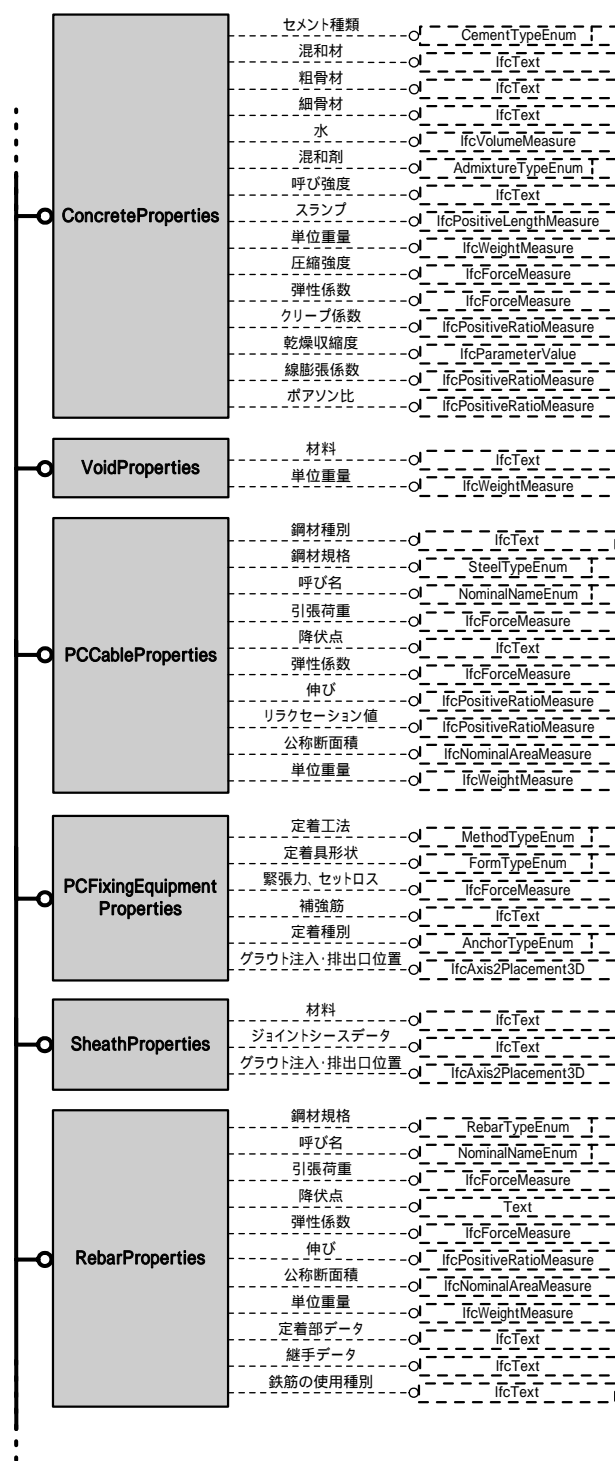 セメント種類
CementTypeEnum
混和材
IfcText
粗骨材
IfcText
細骨材
IfcText
水
IfcVolumeMeasure
混和剤
AdmixtureTypeEnum
呼び強度
IfcText
ConcreteProperties
スランプ
IfcPositiveLengthMeasure
単位重量
IfcWeightMeasure
圧縮強度
IfcForceMeasure
弾性係数
IfcForceMeasure
クリープ係数
IfcPositiveRatioMeasure
乾燥収縮度
IfcParameterValue
線膨張係数
IfcPositiveRatioMeasure
ポアソン比
IfcPositiveRatioMeasure
VoidProperties
材料
IfcText
単位重量
IfcWeightMeasure
鋼材種別
IfcText
鋼材規格
SteelTypeEnum
呼び名
NominalNameEnum
引張荷重
IfcForceMeasure
PCCableProperties
降伏点
IfcText
弾性係数
IfcForceMeasure
伸び
IfcPositiveRatioMeasure
リラクセーション値
IfcPositiveRatioMeasure
公称断面積
IfcNominalAreaMeasure
単位重量
IfcWeightMeasure
定着工法
MethodTypeEnum
定着具形状
FormTypeEnum
PCFixingEquipment
Properties
緊張力、セットロス
IfcForceMeasure
補強筋
IfcText
定着種別
AnchorTypeEnum
グラウト注入・排出口位置
IfcAxis2Placement3D
SheathProperties
材料
IfcText
ジョイントシースデータ
IfcText
グラウト注入・排出口位置
IfcAxis2Placement3D
鋼材規格
RebarTypeEnum
呼び名
NominalNameEnum
引張荷重
IfcForceMeasure
降伏点
Text
弾性係数
IfcForceMeasure
RebarProperties
伸び
IfcPositiveRatioMeasure
公称断面積
IfcNominalAreaMeasure
単位重量
IfcWeightMeasure
定着部データ
IfcText
継手データ
IfcText
鉄筋の使用種別
IfcText